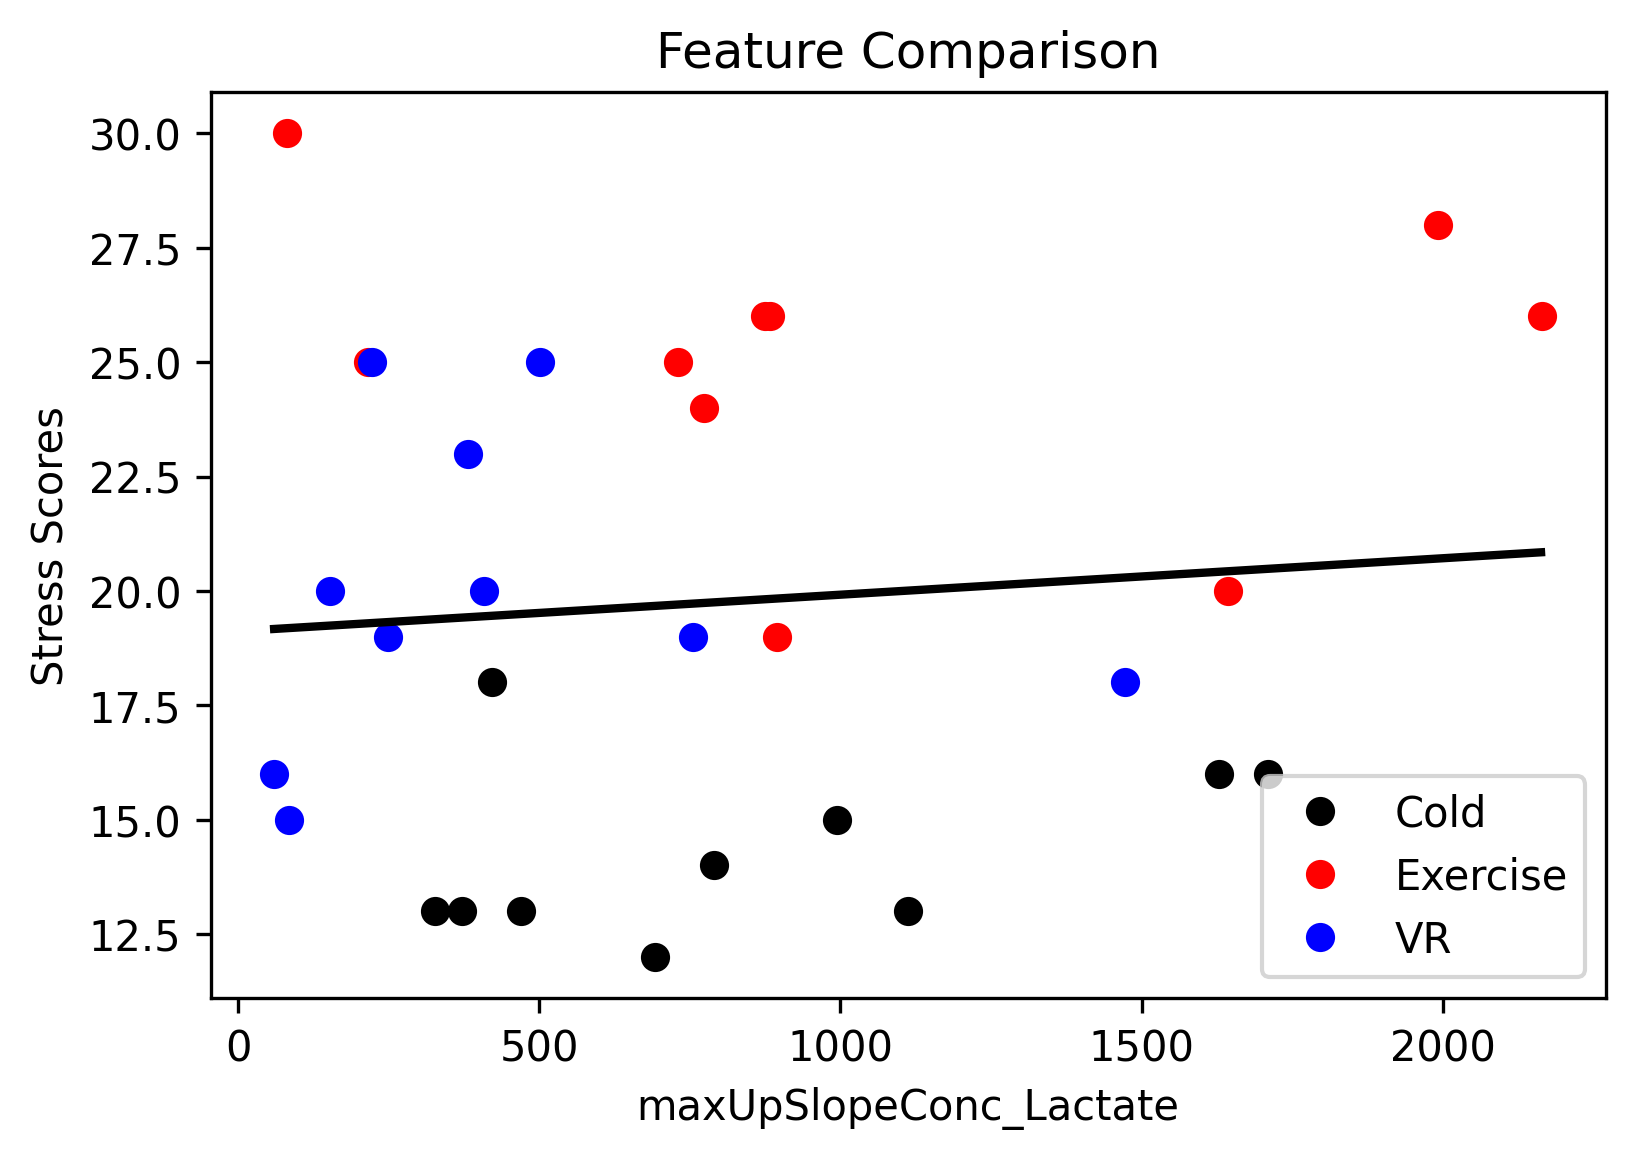 Feature Comparison
30.0
27.5
25.0
22.5
20.0
17.5
15.0
12.5
Stress Scores
Cold
Exercise
VR
0 500 1000 1500 2000
maxUpSlopeConc_Lactate